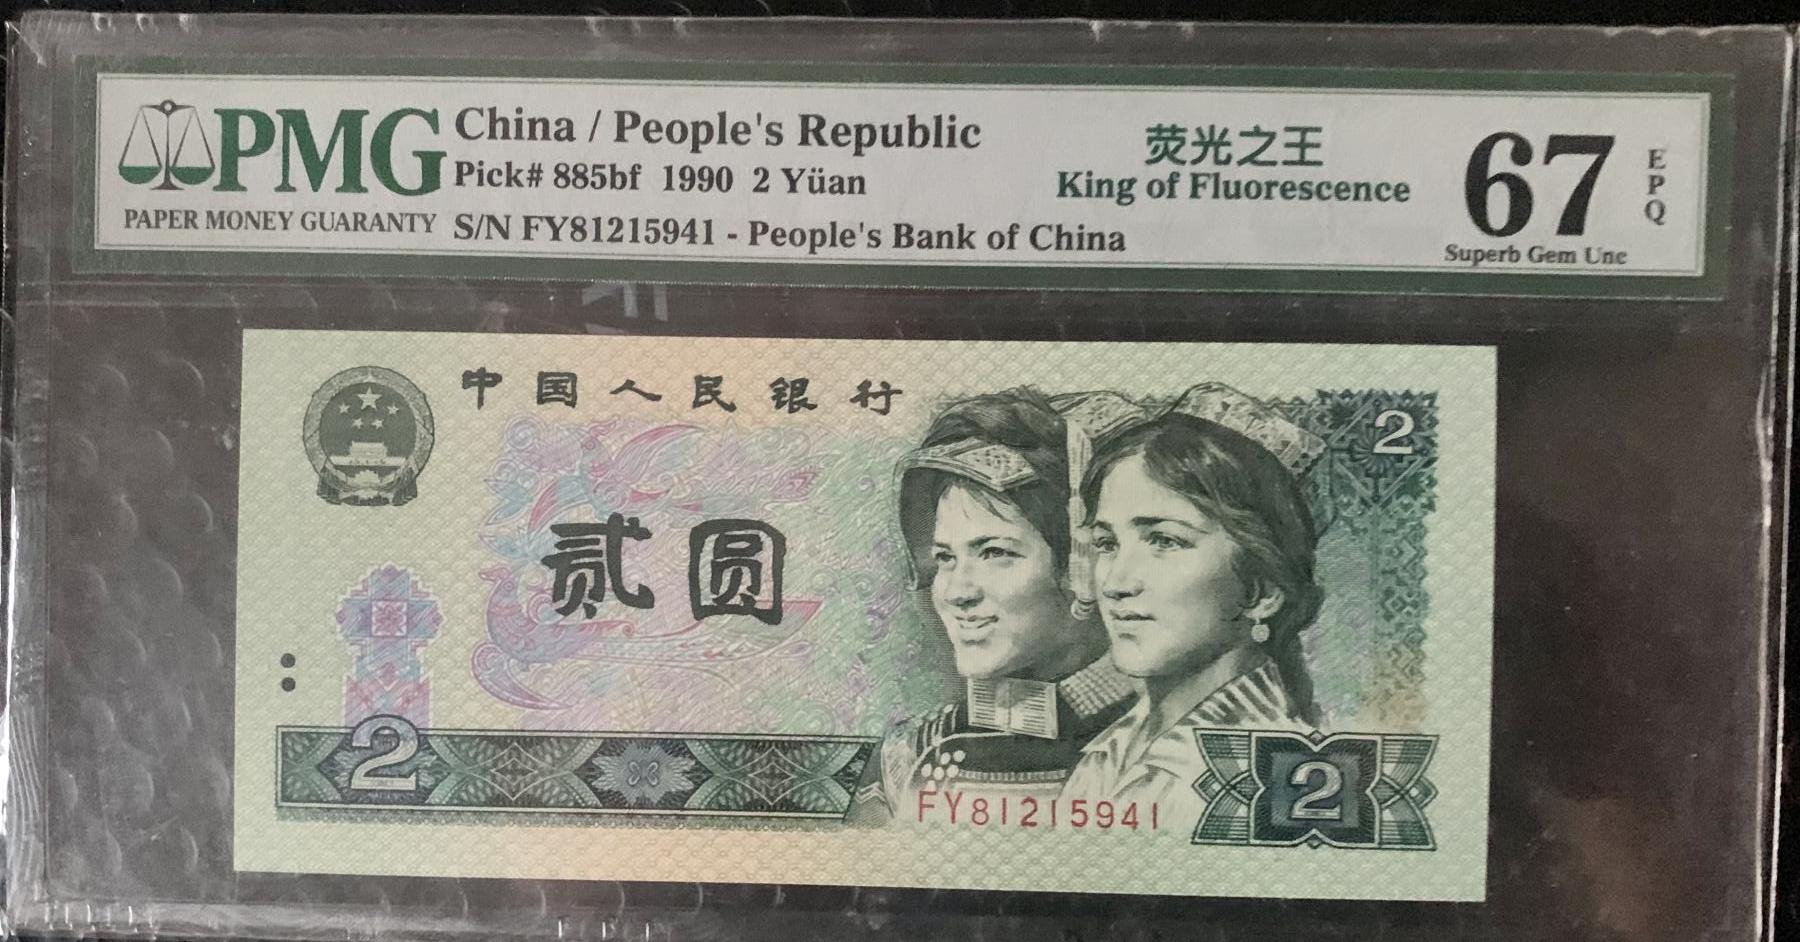 PMG
PAPER MONEY GUARANTY
China / People's Republic
Pick# 885bf 1990 2 Yüan
S/N FY81215941 - People's Bank of China
荧光之王
King of Fluorescence
67
EPQ
Superb Gem Unc
中国人民银行
2
贰圆
2
FY81215941
2